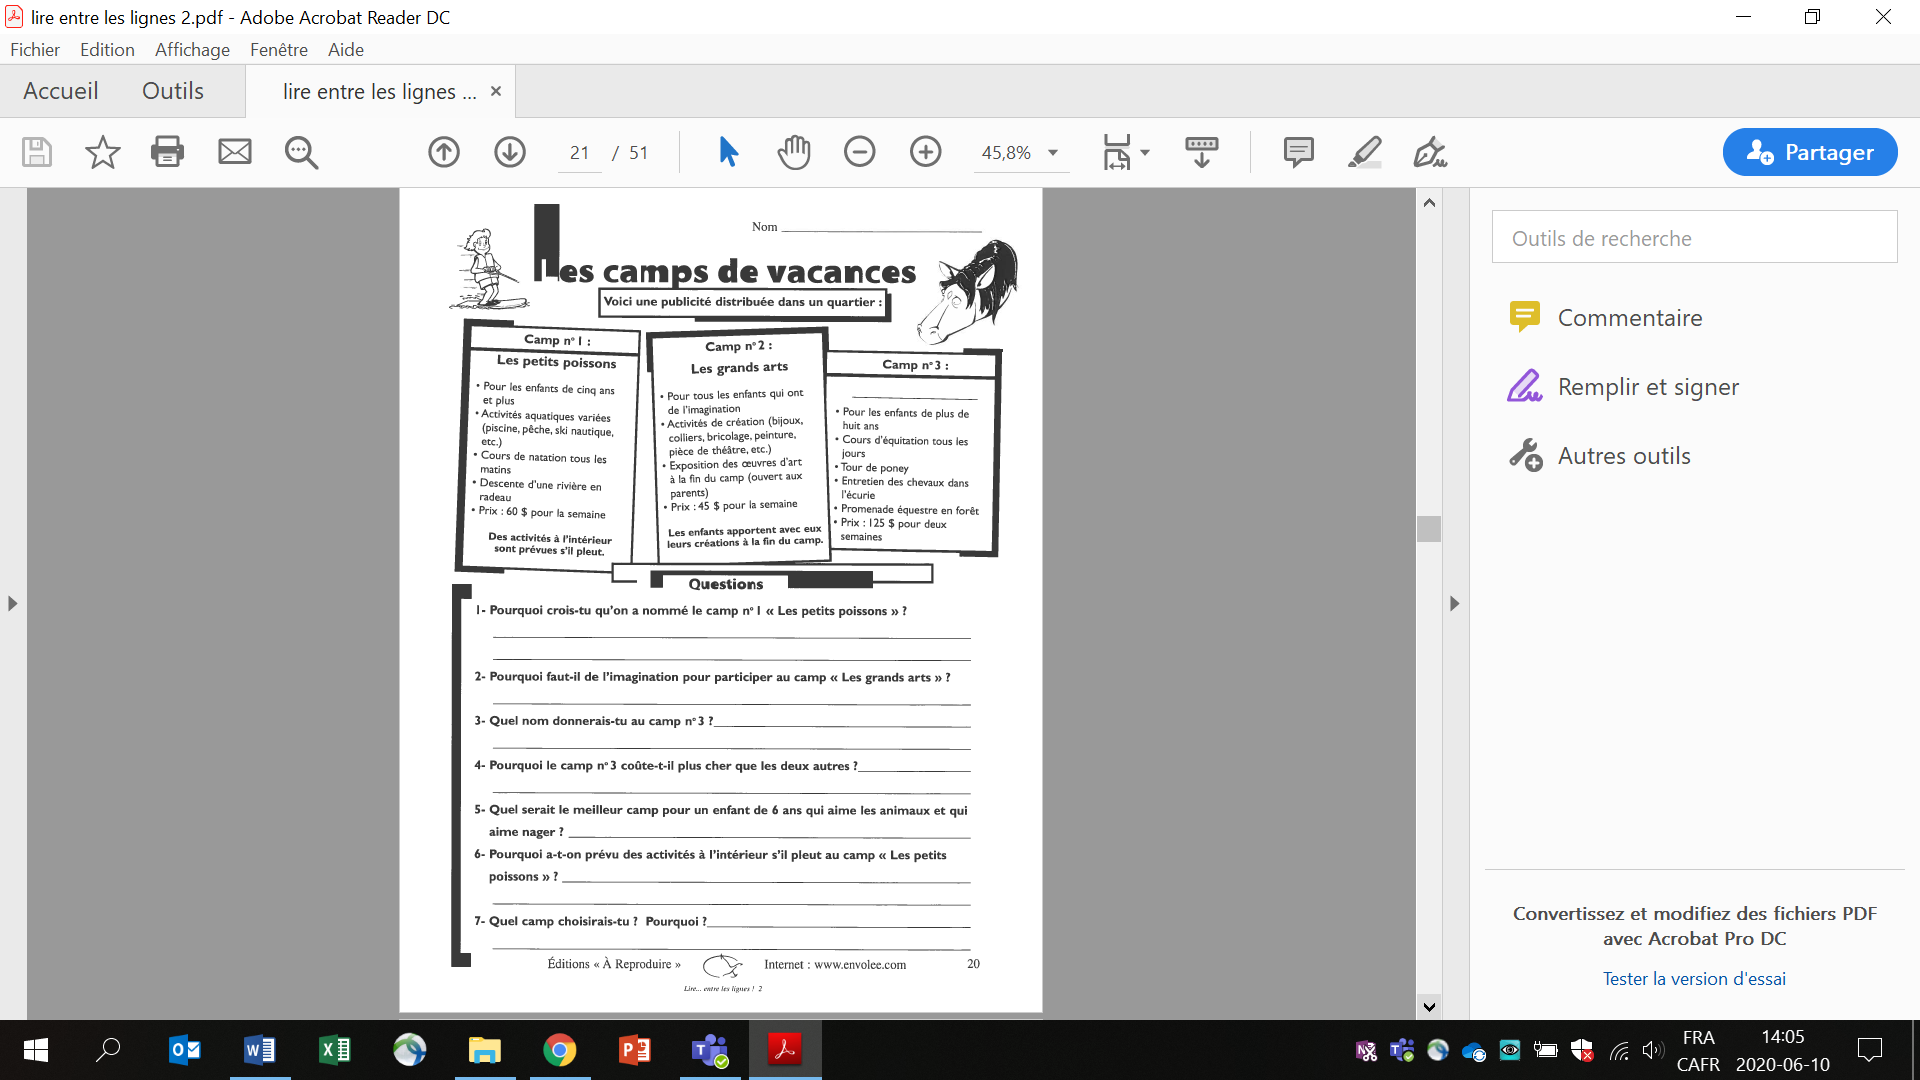 lire entre les lignes 2.pdf - Adobe Acrobat Reader DC
Fichier Edition Affichage Fenêtre Aide
Accueil Outils lire entre les lignes ... ×
21 / 51 45,8% Partager
Nom
Les camps de vacances
Voici une publicité distribuée dans un quartier :
Camp nº 1 :
Les petits poissons
• Pour les enfants de cinq ans
et plus
• Activités aquatiques variées
(piscine, pêche, ski nautique,
etc.)
• Cours de natation tous les
matins
• Descente d'une rivière en
radeau
• Prix : 60 $ pour la semaine
Des activités à l'intérieur
sont prévues s'il pleut.
Camp nº 2 :
Les grands arts
• Pour tous les enfants qui ont
de l'imagination
• Activités de création (bijoux,
colliers, bricolage, peinture,
pièce de théâtre, etc.)
• Exposition des œuvres d'art
à la fin du camp (ouvert aux
parents)
• Prix : 45 $ pour la semaine
Les enfants apportent avec eux
leurs créations à la fin du camp.
Camp nº 3 :
• Pour les enfants de plus de
huit ans
• Cours d'équitation tous les
jours
• Tour de poney
• Entretien des chevaux dans
l'écurie
• Promenade équestre en forêt
• Prix : 125 $ pour deux
semaines
Questions
1- Pourquoi crois-tu qu'on a nommé le camp nº 1 « Les petits poissons » ?
2- Pourquoi faut-il de l'imagination pour participer au camp « Les grands arts » ?
3- Quel nom donnerais-tu au camp nº 3 ?
4- Pourquoi le camp nº 3 coûte-t-il plus cher que les deux autres ?
5- Quel serait le meilleur camp pour un enfant de 6 ans qui aime les animaux et qui
aime nager ?
6- Pourquoi a-t-on prévu des activités à l'intérieur s'il pleut au camp « Les petits
poissons » ?
7- Quel camp choisirais-tu ? Pourquoi ?
Éditions « À Reproduire » Internet : www.envolee.com 20
Lire... entre les lignes ! 2
Outils de recherche
Commentaire
Remplir et signer
Autres outils
Convertissez et modifiez des fichiers PDF
avec Acrobat Pro DC
Tester la version d'essai
FRA 14:05
CAFR 2020-06-10